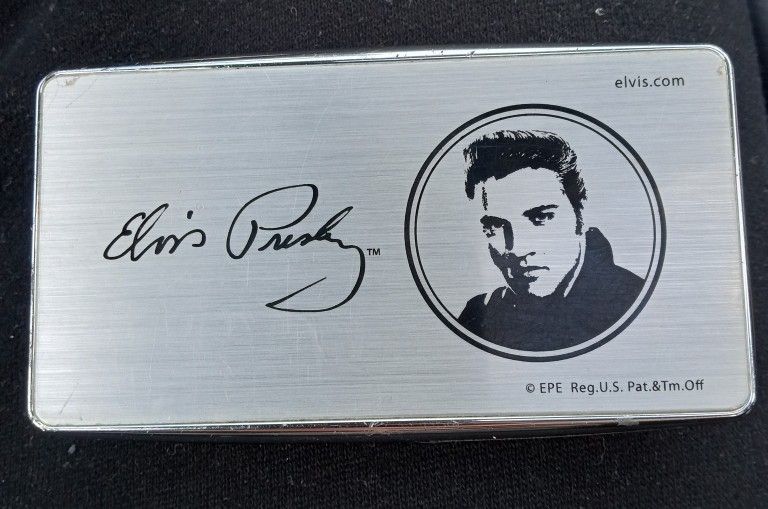 elvis.com
Elvis Presley™
© EPE Reg.U.S. Pat.&Tm.Off